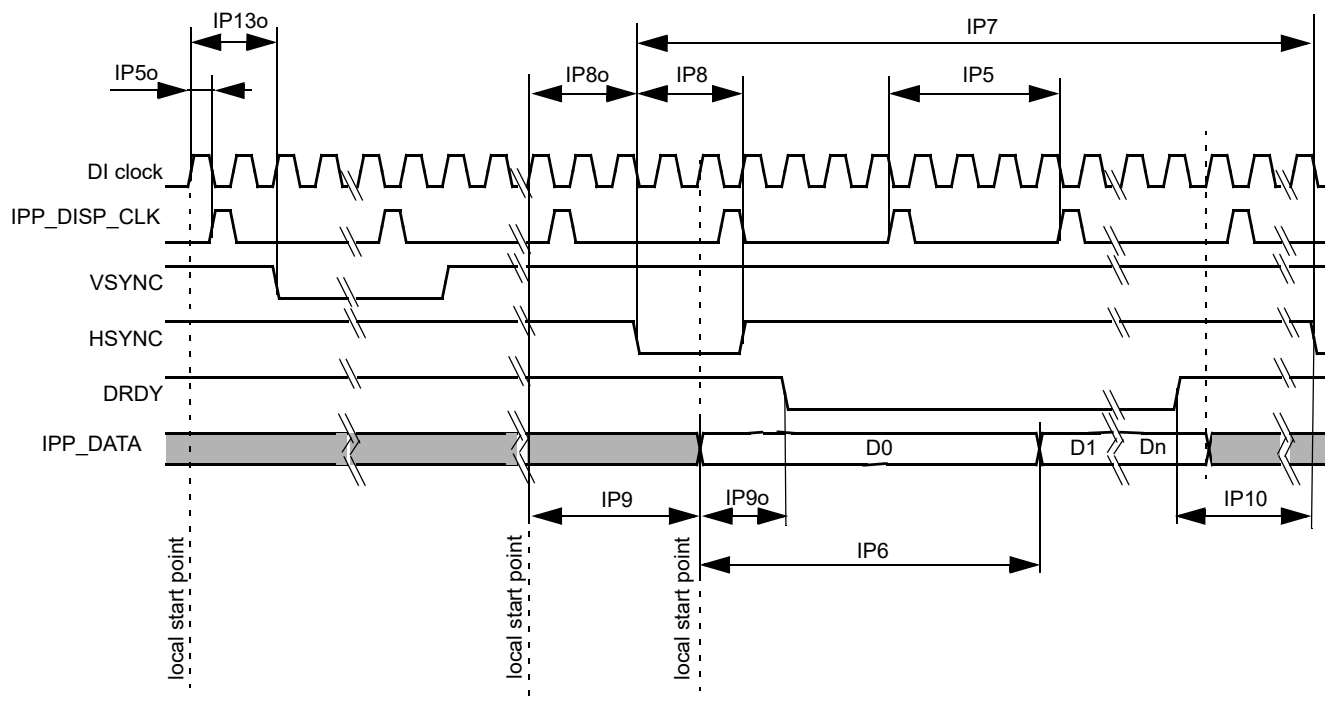 IP13o
IP7
IP5o
IP8o
IP8
IP5
DI clock
IPP_DISP_CLK
VSYNC
HSYNC
DRDY
IPP_DATA
D0
D1
Dn
IP9
IP9o
IP10
IP6
local start point
local start point
local start point